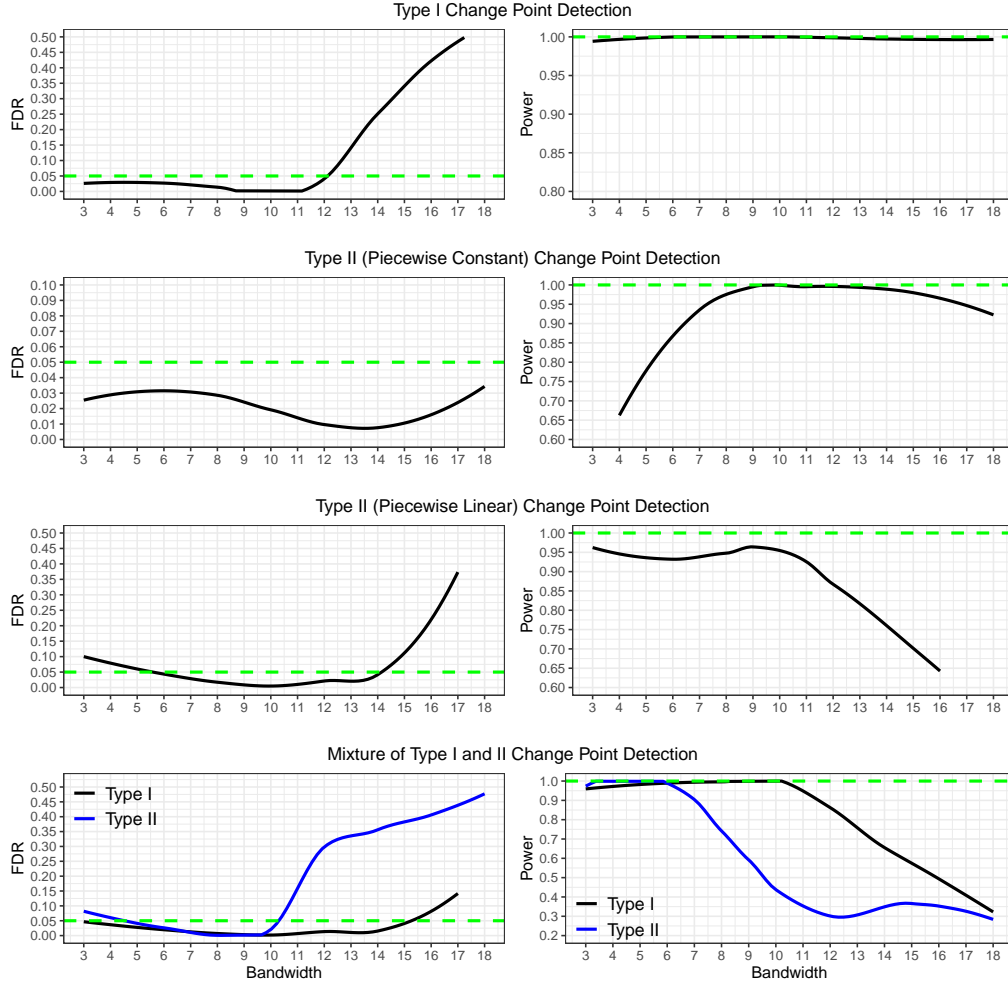 Type I Change Point Detection
FDR
0.50
0.45
0.40
0.35
0.30
0.25
0.20
0.15
0.10
0.05
0.00
3 4 5 6 7 8 9 10 11 12 13 14 15 16 17 18
Power
1.00
0.95
0.90
0.85
0.80
3 4 5 6 7 8 9 10 11 12 13 14 15 16 17 18
Type II (Piecewise Constant) Change Point Detection
FDR
0.10
0.09
0.08
0.07
0.06
0.05
0.04
0.03
0.02
0.01
0.00
3 4 5 6 7 8 9 10 11 12 13 14 15 16 17 18
Power
1.00
0.95
0.90
0.85
0.80
0.75
0.70
0.65
0.60
3 4 5 6 7 8 9 10 11 12 13 14 15 16 17 18
Type II (Piecewise Linear) Change Point Detection
FDR
0.50
0.45
0.40
0.35
0.30
0.25
0.20
0.15
0.10
0.05
0.00
3 4 5 6 7 8 9 10 11 12 13 14 15 16 17 18
Power
1.00
0.95
0.90
0.85
0.80
0.75
0.70
0.65
0.60
3 4 5 6 7 8 9 10 11 12 13 14 15 16 17 18
Mixture of Type I and II Change Point Detection
FDR
0.50
0.45
0.40
0.35
0.30
0.25
0.20
0.15
0.10
0.05
0.00
Type I
Type II
3 4 5 6 7 8 9 10 11 12 13 14 15 16 17 18
Bandwidth
Power
1.0
0.9
0.8
0.7
0.6
0.5
0.4
0.3
0.2
Type I
Type II
3 4 5 6 7 8 9 10 11 12 13 14 15 16 17 18
Bandwidth